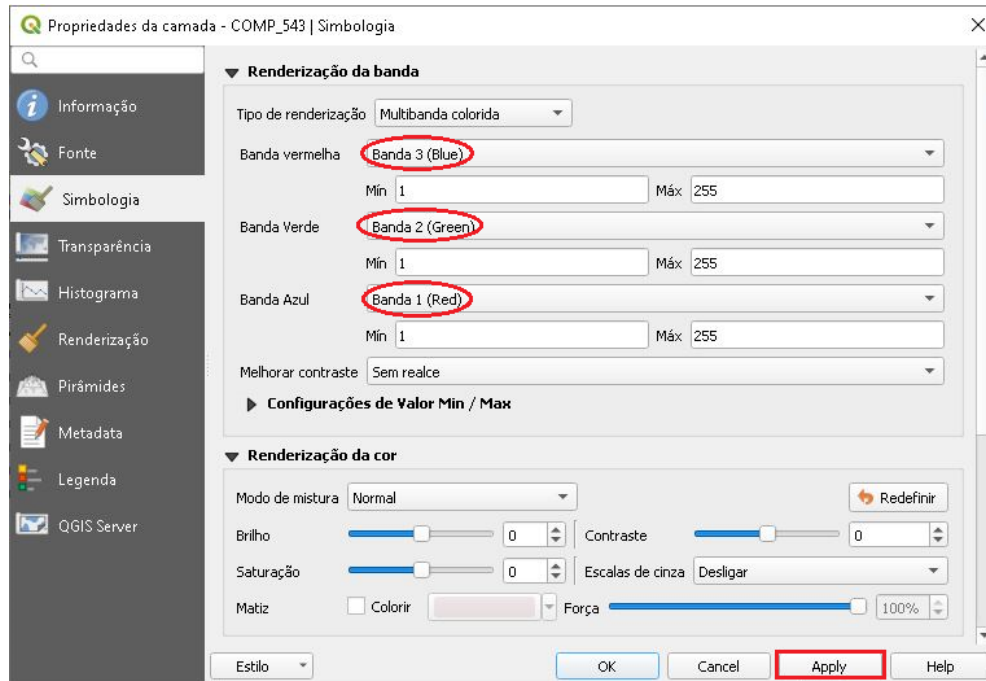 Propriedades da camada - COMP_543 | Simbologia
Informação
Fonte
Simbologia
Transparência
Histograma
Renderização
Pirâmides
Metadata
Legenda
QGIS Server
Renderização da banda
Tipo de renderização Multibanda colorida
Banda vermelha Banda 3 (Blue)
Mín 1 Máx 255
Banda Verde Banda 2 (Green)
Mín 1 Máx 255
Banda Azul Banda 1 (Red)
Mín 1 Máx 255
Melhorar contraste Sem realce
Configurações de Valor Min / Max
Renderização da cor
Modo de mistura Normal Redefinir
Brilho 0 Contraste 0
Saturação 0 Escalas de cinza Desligar
Matiz Colorir Força 100%
Estilo OK Cancel Apply Help